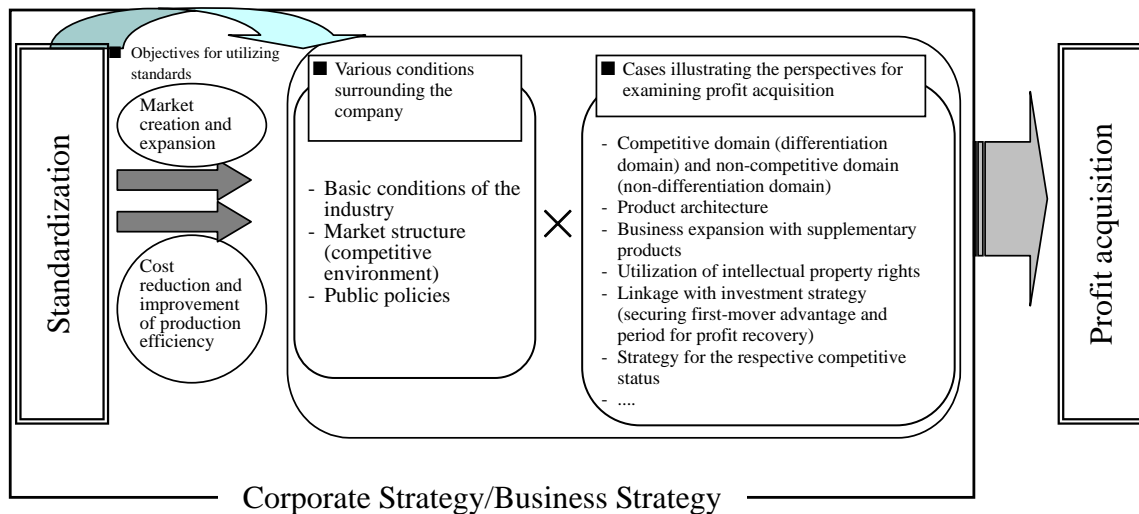 Standardization
■ Objectives for utilizing
standards
Market
creation and
expansion
Cost
reduction and
improvement
of production
efficiency
■ Various conditions
surrounding the
company
- Basic conditions of the
industry
- Market structure
(competitive
environment)
- Public policies
×
■ Cases illustrating the perspectives for
examining profit acquisition
- Competitive domain (differentiation
domain) and non-competitive domain
(non-differentiation domain)
- Product architecture
- Business expansion with supplementary
products
- Utilization of intellectual property rights
- Linkage with investment strategy
(securing first-mover advantage and
period for profit recovery)
- Strategy for the respective competitive
status
- ....
Profit acquisition
Corporate Strategy/Business Strategy